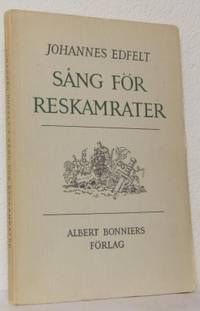 JOHANNES EDFELT
SÅNG FÖR
RESKAMRATER
ALBERT BONNIERS
FÖRLAG